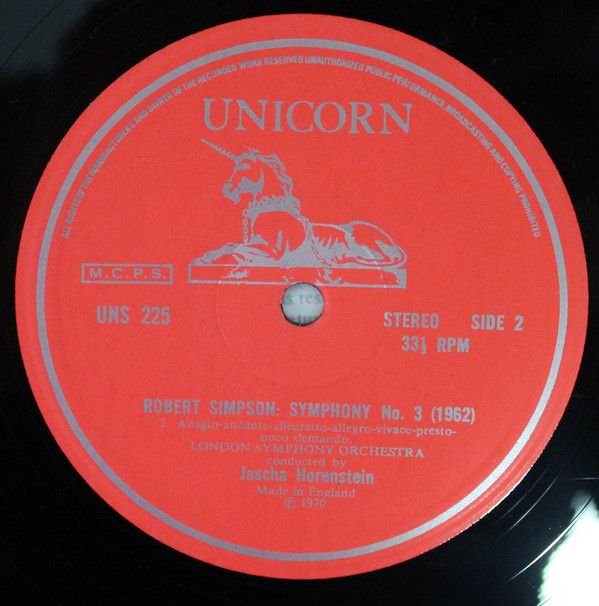 ALL RIGHTS OF THE MANUFACTURERS AND OWNER OF THE RECORDED WORK RESERVED UNAUTHORIZED PUBLIC PERFORMANCE, BROADCASTING AND COPYING PROHIBITED
UNICORN
M.C.P.S.
UNS 225
STEREO SIDE 2
33⅓ RPM
ROBERT SIMPSON: SYMPHONY No. 3 (1962)
2. Adagio-andante-allegretto-allegro-vivace-presto-
poco slentando.
LONDON SYMPHONY ORCHESTRA
conducted by
Jascha Horenstein
Made in England
℗ 1970